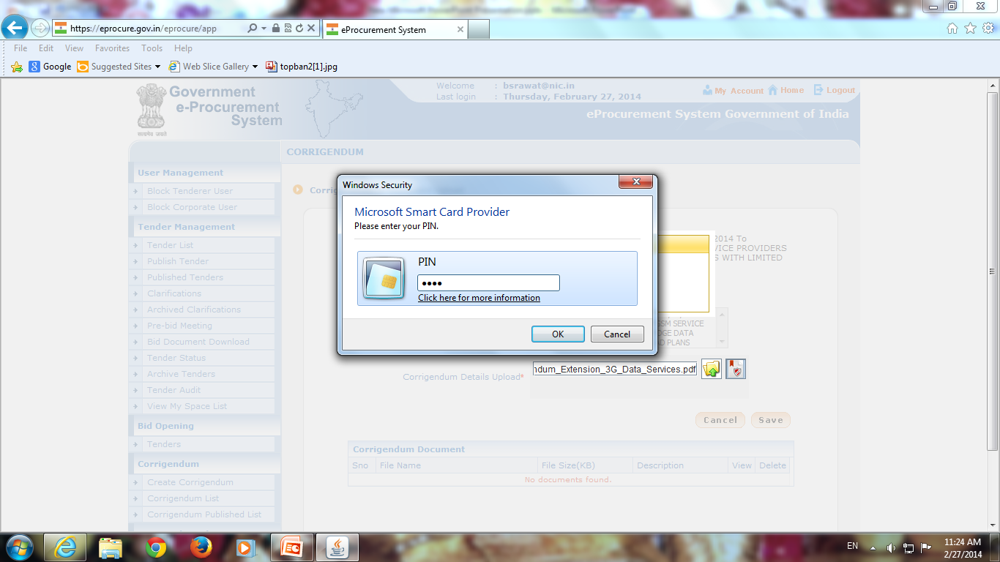 https://eprocure.gov.in/eprocure/app
eProcurement System
File Edit View Favorites Tools Help
Google Suggested Sites Web Slice Gallery topban2[1].jpg
Government
e-Procurement
System
सत्यमेव जयते
Welcome : bsrawat@nic.in
Last login : Thursday, February 27, 2014
My Account Home Logout
eProcurement System Government of India
CORRIGENDUM
User Management
Block Tenderer User
Block Corporate User
Tender Management
Tender List
Publish Tender
Published Tenders
Clarifications
Archived Clarifications
Pre-bid Meeting
Bid Document Download
Tender Status
Archive Tenders
Tender Audit
View My Space List
Bid Opening
Tenders
Corrigendum
Create Corrigendum
Corrigendum List
Corrigendum Published List
Windows Security
Microsoft Smart Card Provider
Please enter your PIN.
PIN
••••
Click here for more information
OK Cancel
2014 To
VICE PROVIDERS
S WITH LIMITED
GSM SERVICE
DGE DATA
AD PLANS
Corrigendum Details Upload*
ndum_Extension_3G_Data_Services.pdf
Cancel Save
Corrigendum Document
Sno File Name File Size(KB) Description View Delete
No documents found.
EN
11:24 AM
2/27/2014